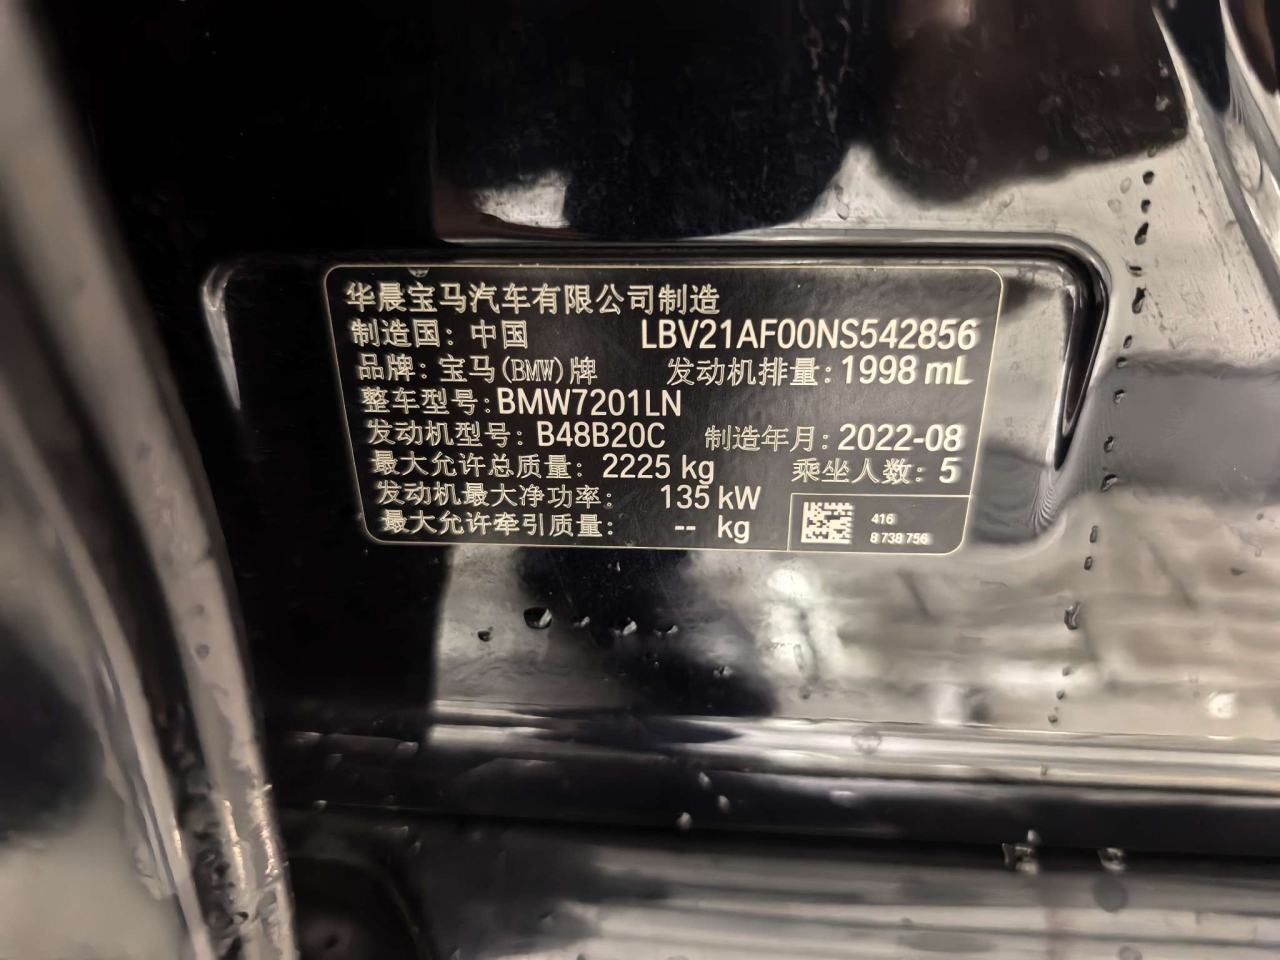 华晨宝马汽车有限公司制造
制造国：中国 LBV21AF00NS542856
品牌：宝马(BMW)牌 发动机排量：1998 mL
整车型号：BMW7201LN
发动机型号：B48B20C 制造年月：2022-08
最大允许总质量：2225 kg 乘坐人数：5
发动机最大净功率：135 kW
最大允许牵引质量：-- kg
416
8 738 756